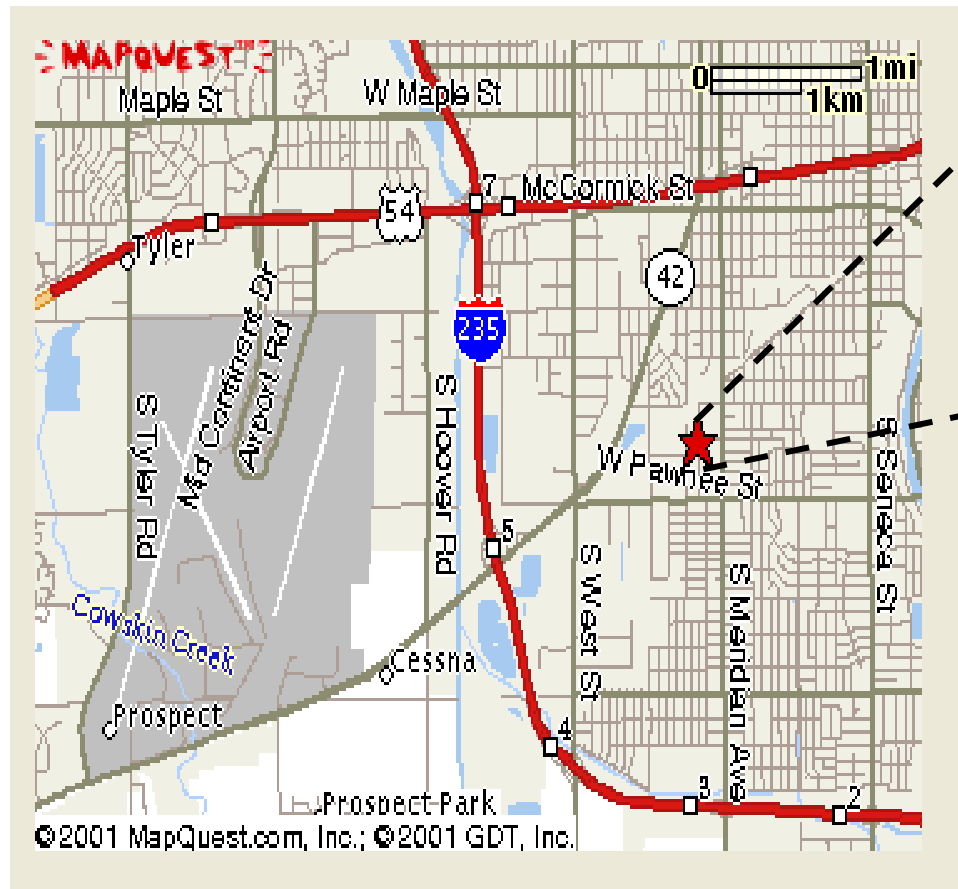 MAPQUEST
0 1mi
1km
Maple St
W Maple St
7
McCormick St
54
Tyler
42
235
Mid Continent Dr
Airport Rd
S Tyler Rd
S Hoover Rd
W Pawnee St
S Seneca St
5
S West St
S Meridian Ave
Cowskin Creek
Cessna
Prospect
4
3
2
Prospect Park
©2001 MapQuest.com, Inc.; ©2001 GDT, Inc.